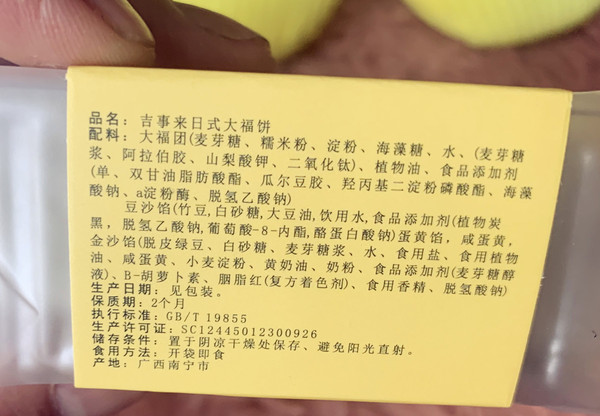 品名：吉事来日式大福饼
配料：大福团(麦芽糖、糯米粉、淀粉、海藻糖、水、(麦芽糖
浆、阿拉伯胶、山梨酸钾、二氧化钛)、植物油、食品添加剂
(单、双甘油脂肪酸酯、瓜尔豆胶、羟丙基二淀粉磷酸酯、海藻
酸钠、a淀粉酶、脱氢乙酸钠)
豆沙馅(竹豆,白砂糖,大豆油,饮用水,食品添加剂(植物炭
黑，脱氢乙酸钠,葡萄酸-8-内酯,酪蛋白酸钠)蛋黄馅，咸蛋黄，
金沙馅(脱皮绿豆、白砂糖、麦芽糖浆、水、食用盐、食用植物
油、咸蛋黄、小麦淀粉、黄奶油、奶粉、食品添加剂(麦芽糖醇
液)、B-胡萝卜素、胭脂红(复方着色剂)、食用香精、脱氢酸钠)
生产日期：见包装。
保质期：2个月
执行标准：GB/T 19855
生产许可证：SC12445012300926
储存条件：置于阴凉干燥处保存、避免阳光直射。
食用方法：开袋即食
产地：广西南宁市